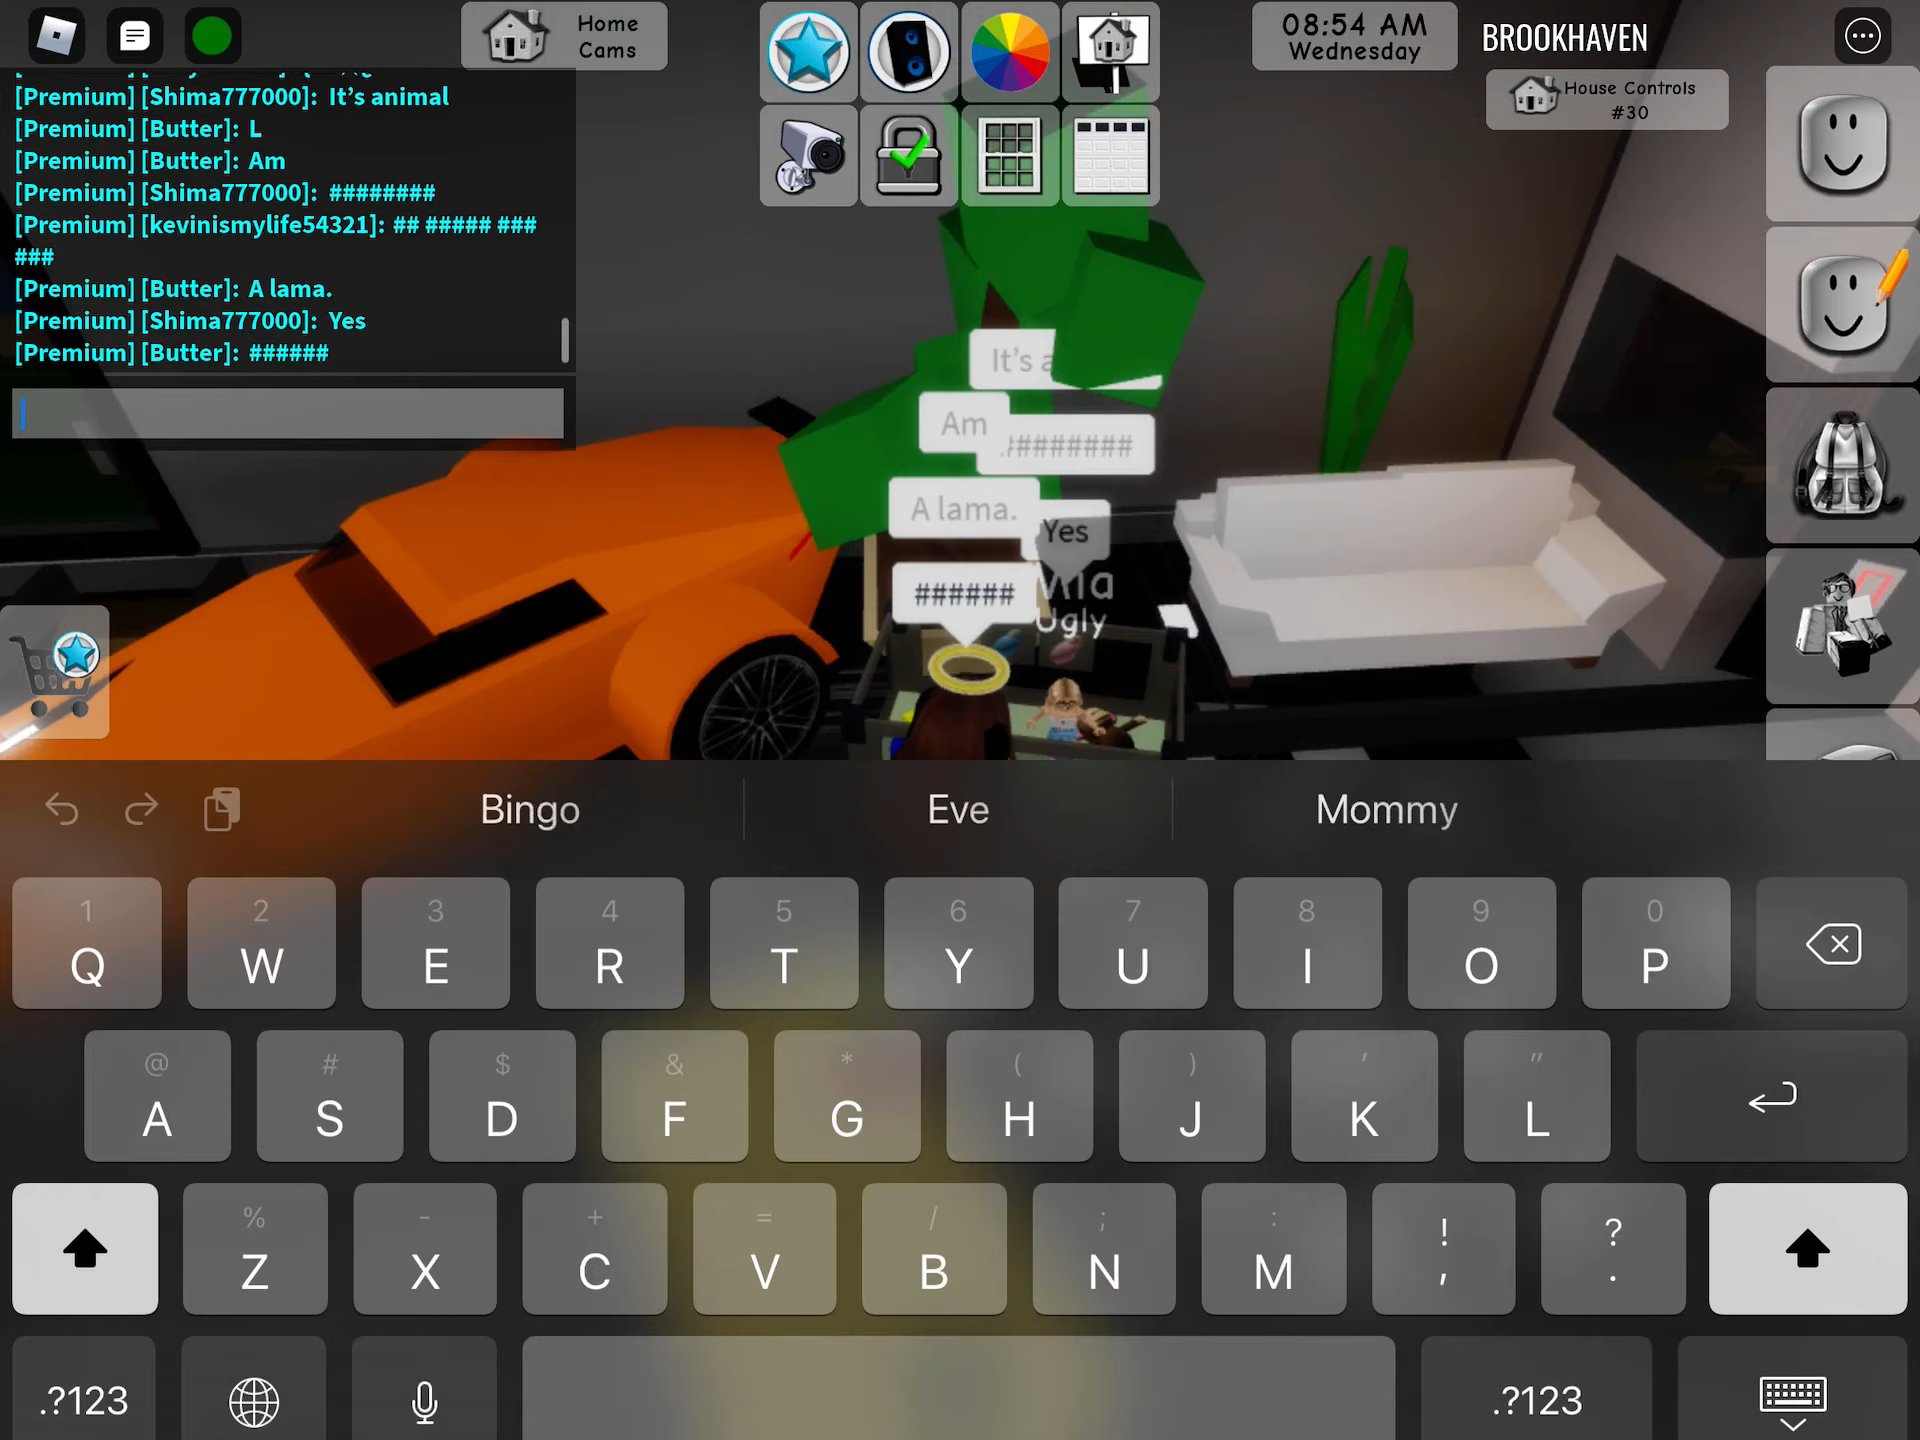 Home
Cams
08:54 AM
Wednesday
BROOKHAVEN
House Controls
#30
[Premium] [Shima777000]: It’s animal
[Premium] [Butter]: L
[Premium] [Butter]: Am
[Premium] [Shima777000]: ########
[Premium] [kevinismylife54321]: ## ##### ###
###
[Premium] [Butter]: A lama.
[Premium] [Shima777000]: Yes
[Premium] [Butter]: ######
It’s
Am
########
A lama.
Yes
######
Ugly
Bingo
Eve
Mommy
1 2 3 4 5 6 7 8 9 0
Q W E R T Y U I O P
@ # $ & * ( ) ' "
A S D F G H J K L
% - + = / ; : ! ?
Z X C V B N M , .
.?123
.?123